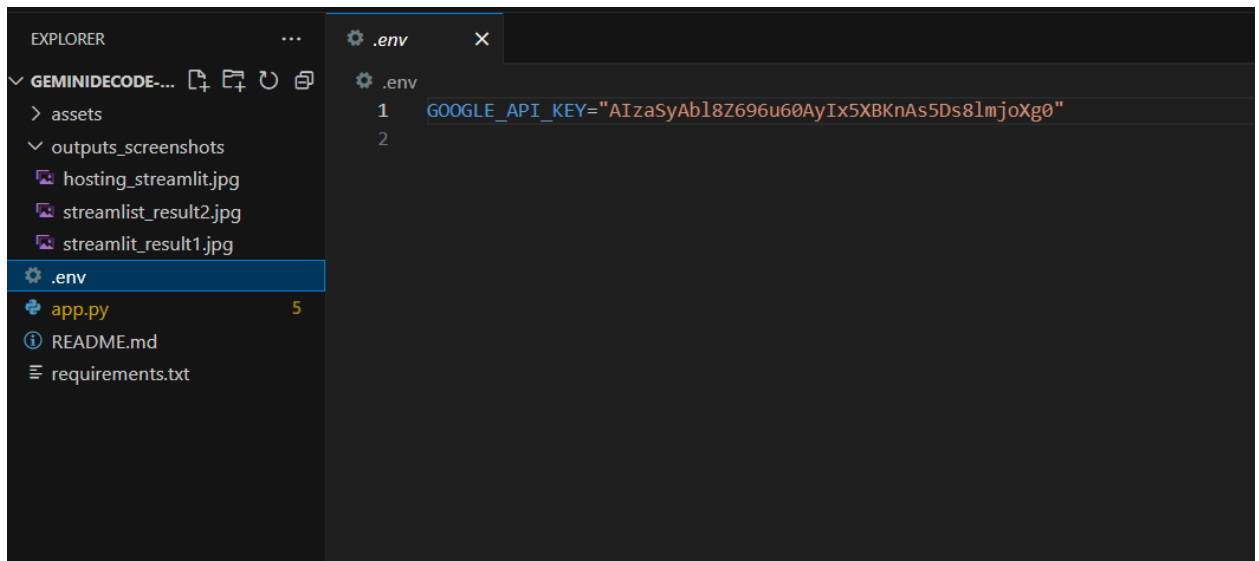 EXPLORER
.env
GEMINIDECODE-...
.env
assets
1 GOOGLE_API_KEY="AIzaSyAbl8Z696u60AyIx5XBKnAs5Ds8lmjoXg0"
2
outputs_screenshots
hosting_streamlit.jpg
streamlist_result2.jpg
streamlit_result1.jpg
.env
app.py 5
README.md
requirements.txt